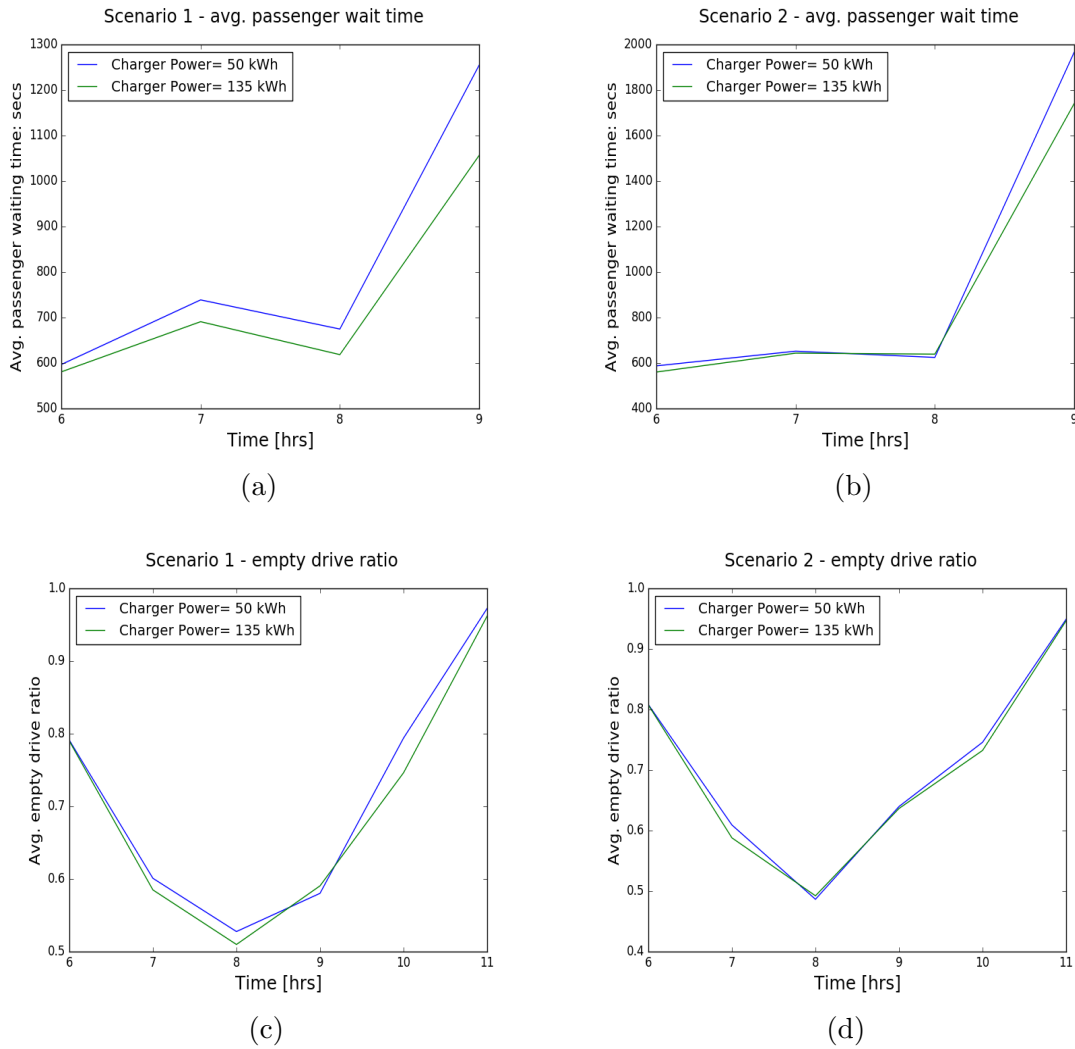 Scenario 1 - avg. passenger wait time
Avg. passenger waiting time: secs
1300
1200
1100
1000
900
800
700
600
500
Charger Power= 50 kWh
Charger Power= 135 kWh
6 7 8 9
Time [hrs]
(a)
Scenario 2 - avg. passenger wait time
Avg. passenger waiting time: secs
2000
1800
1600
1400
1200
1000
800
600
400
Charger Power= 50 kWh
Charger Power= 135 kWh
6 7 8 9
Time [hrs]
(b)
Scenario 1 - empty drive ratio
Avg. empty drive ratio
1.0
0.9
0.8
0.7
0.6
0.5
Charger Power= 50 kWh
Charger Power= 135 kWh
6 7 8 9 10 11
Time [hrs]
(c)
Scenario 2 - empty drive ratio
Avg. empty drive ratio
1.0
0.9
0.8
0.7
0.6
0.5
0.4
Charger Power= 50 kWh
Charger Power= 135 kWh
6 7 8 9 10 11
Time [hrs]
(d)